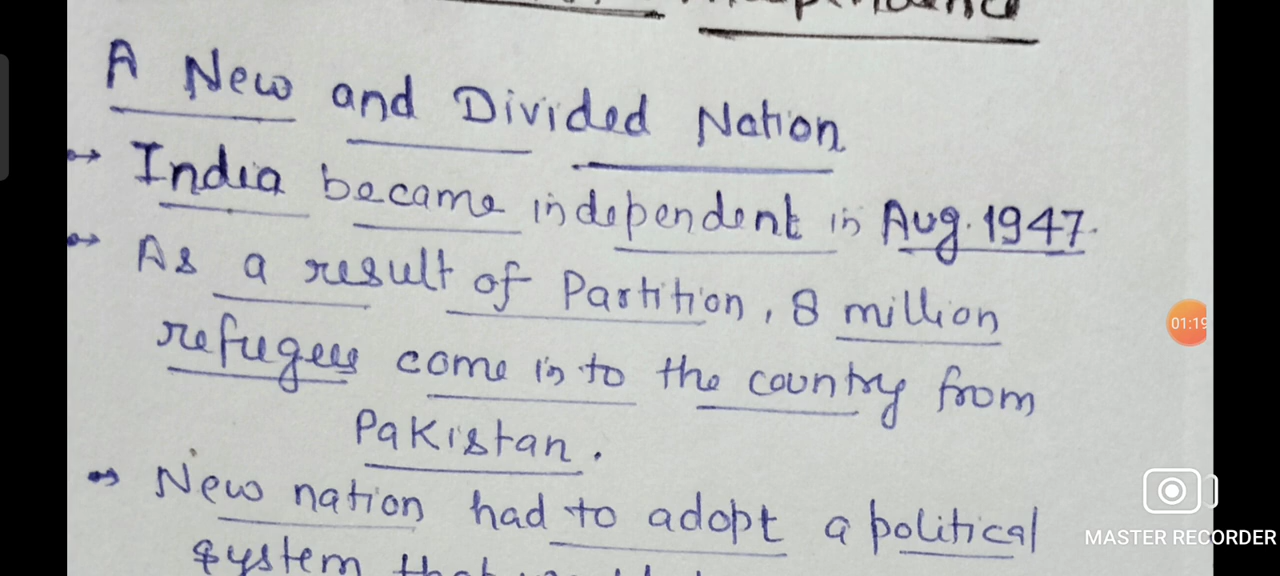 A New and Divided Nation
India became independent in Aug. 1947.
As a result of Partition, 8 million
refugees come in to the country from
Pakistan.
New nation had to adopt a political
system
01:19
MASTER RECORDER